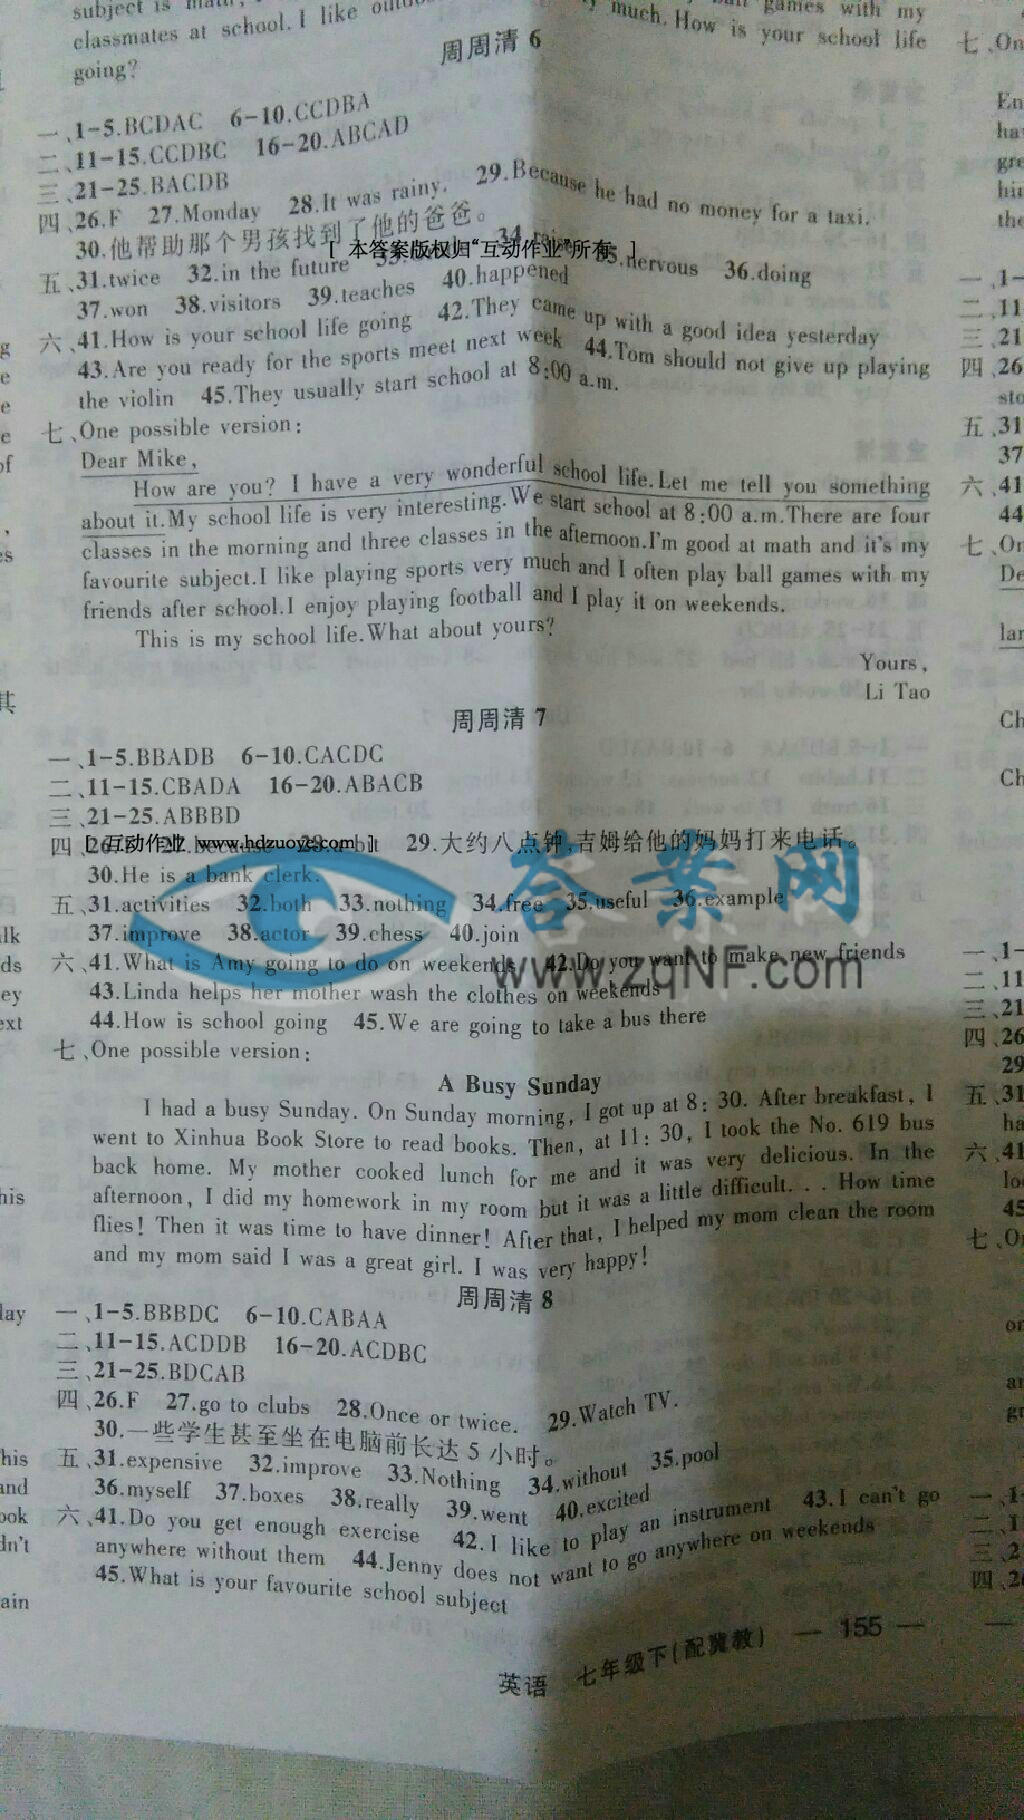 subject is math,
classmates at school.I like
going?
games with my
much.How is your school life
周周清 6
一、1-5.BCDAC 6-10.CCDBA
二、11-15.CCDBC 16-20.ABCAD
三、21-25.BACDB
四、26.F 27.Monday 28.It was rainy. 29.Because he had no money for a taxi.
30.他帮助那个男孩找到了他的爸爸。
[ 本答案版权归“互动作业”所有 ]
五、31.twice 32.in the future nervous 36.doing
37.won 38.visitors 39.teaches 40.happened
六、41.How is your school life going 42.They came up with a good idea yesterday
43.Are you ready for the sports meet next week 44.Tom should not give up playing
the violin 45.They usually start school at 8:00 a.m.
七、One possible version:
Dear Mike,
How are you? I have a very wonderful school life.Let me tell you something
about it.My school life is very interesting.We start school at 8:00 a.m.There are four
classes in the morning and three classes in the afternoon.I'm good at math and it's my
favourite subject.I like playing sports very much and I often play ball games with my
friends after school.I enjoy playing football and I play it on weekends.
This is my school life.What about yours?
Yours,
Li Tao
周周清 7
一、1-5.BBADB 6-10.CACDC
二、11-15.CBADA 16-20.ABACB
三、21-25.ABBBD
[ 互动作业 www.hdzuoye.com ]
四、 because a bit 29.大约八点钟,吉姆给他的妈妈打来电话。
30.He is a bank clerk.
五、31.activities 32.both 33.nothing 34.free 35.useful 36.example
37.improve 38.actor 39.chess 40.join
六、41.What is Amy going to do on weekends 42.Do you want to make new friends
43.Linda helps her mother wash the clothes on weekends
44.How is school going 45.We are going to take a bus there
答案网
www.zqNF.com
七、One possible version:
A Busy Sunday
I had a busy Sunday. On Sunday morning, I got up at 8: 30. After breakfast, I
went to Xinhua Book Store to read books. Then, at 11: 30, I took the No. 619 bus
back home. My mother cooked lunch for me and it was very delicious. In the
afternoon, I did my homework in my room but it was a little difficult. . . How time
flies! Then it was time to have dinner! After that, I helped my mom clean the room
and my mom said I was a great girl. I was very happy!
周周清 8
一、1-5.BBBDC 6-10.CABAA
二、11-15.ACDDB 16-20.ACDBC
三、21-25.BDCAB
四、26.F 27.go to clubs 28.Once or twice. 29.Watch TV.
30.一些学生甚至坐在电脑前长达 5 小时。
五、31.expensive 32.improve 33.Nothing 34.without 35.pool
36.myself 37.boxes 38.really 39.went 40.excited
六、41.Do you get enough exercise 42.I like to play an instrument 43.I can't go
anywhere without them 44.Jenny does not want to go anywhere on weekends
45.What is your favourite school subject
英语 七年级下(配冀教) — 155 —